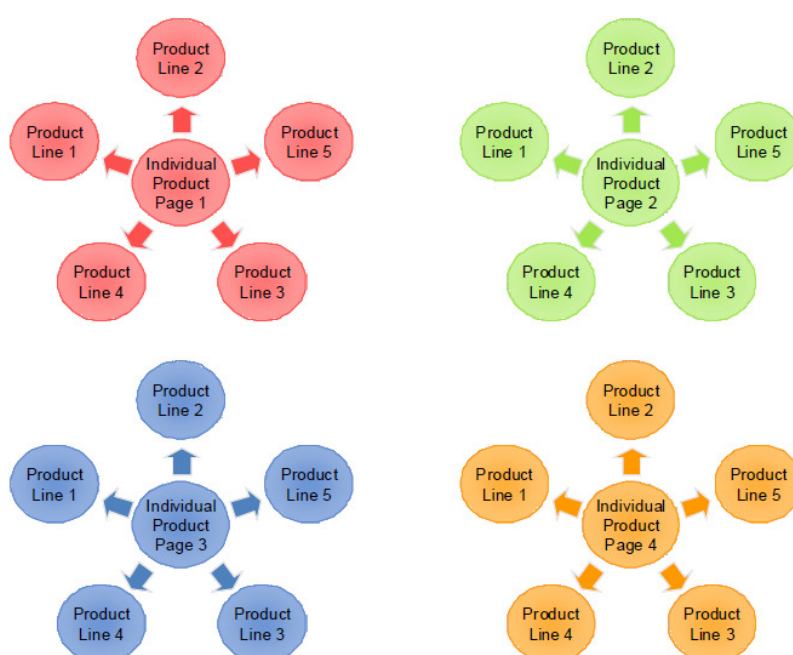 Product
Line 2
Product
Line 1
Product
Line 5
Individual
Product
Page 1
Product
Line 4
Product
Line 3
Product
Line 2
Product
Line 1
Product
Line 5
Individual
Product
Page 2
Product
Line 4
Product
Line 3
Product
Line 2
Product
Line 1
Product
Line 5
Individual
Product
Page 3
Product
Line 4
Product
Line 3
Product
Line 2
Product
Line 1
Product
Line 5
Individual
Product
Page 4
Product
Line 4
Product
Line 3